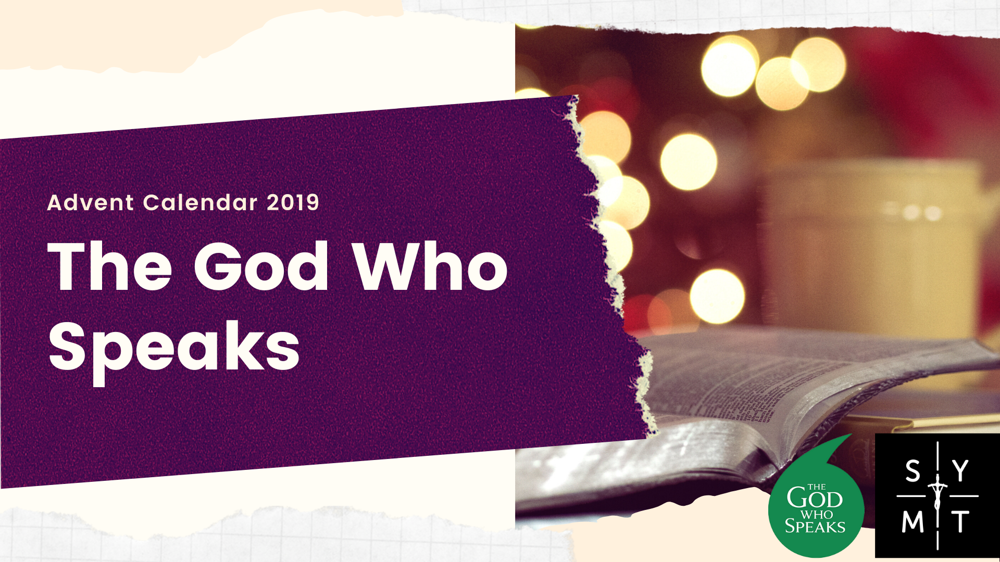 Advent Calendar 2019
The God Who
Speaks
THE
GOD
WHO
SPEAKS
S Y
M T